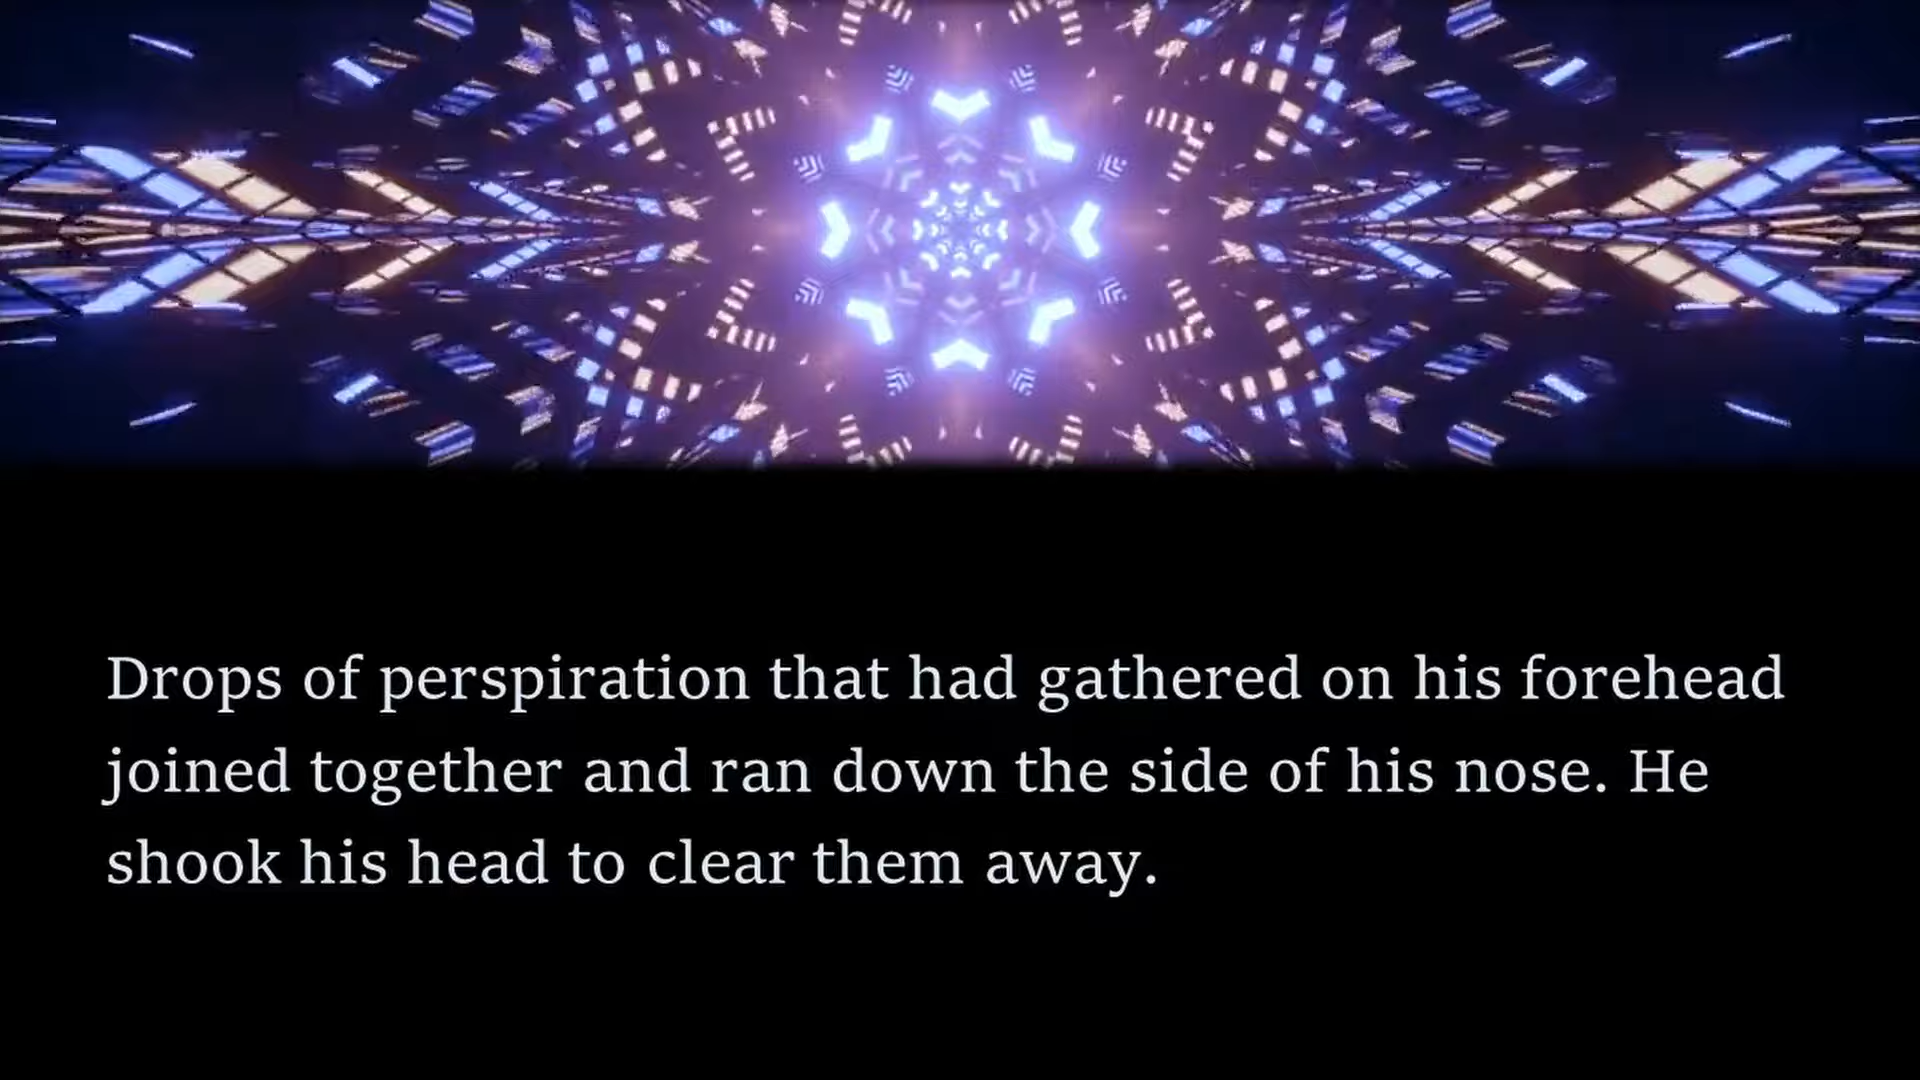 Drops of perspiration that had gathered on his forehead
joined together and ran down the side of his nose. He
shook his head to clear them away.